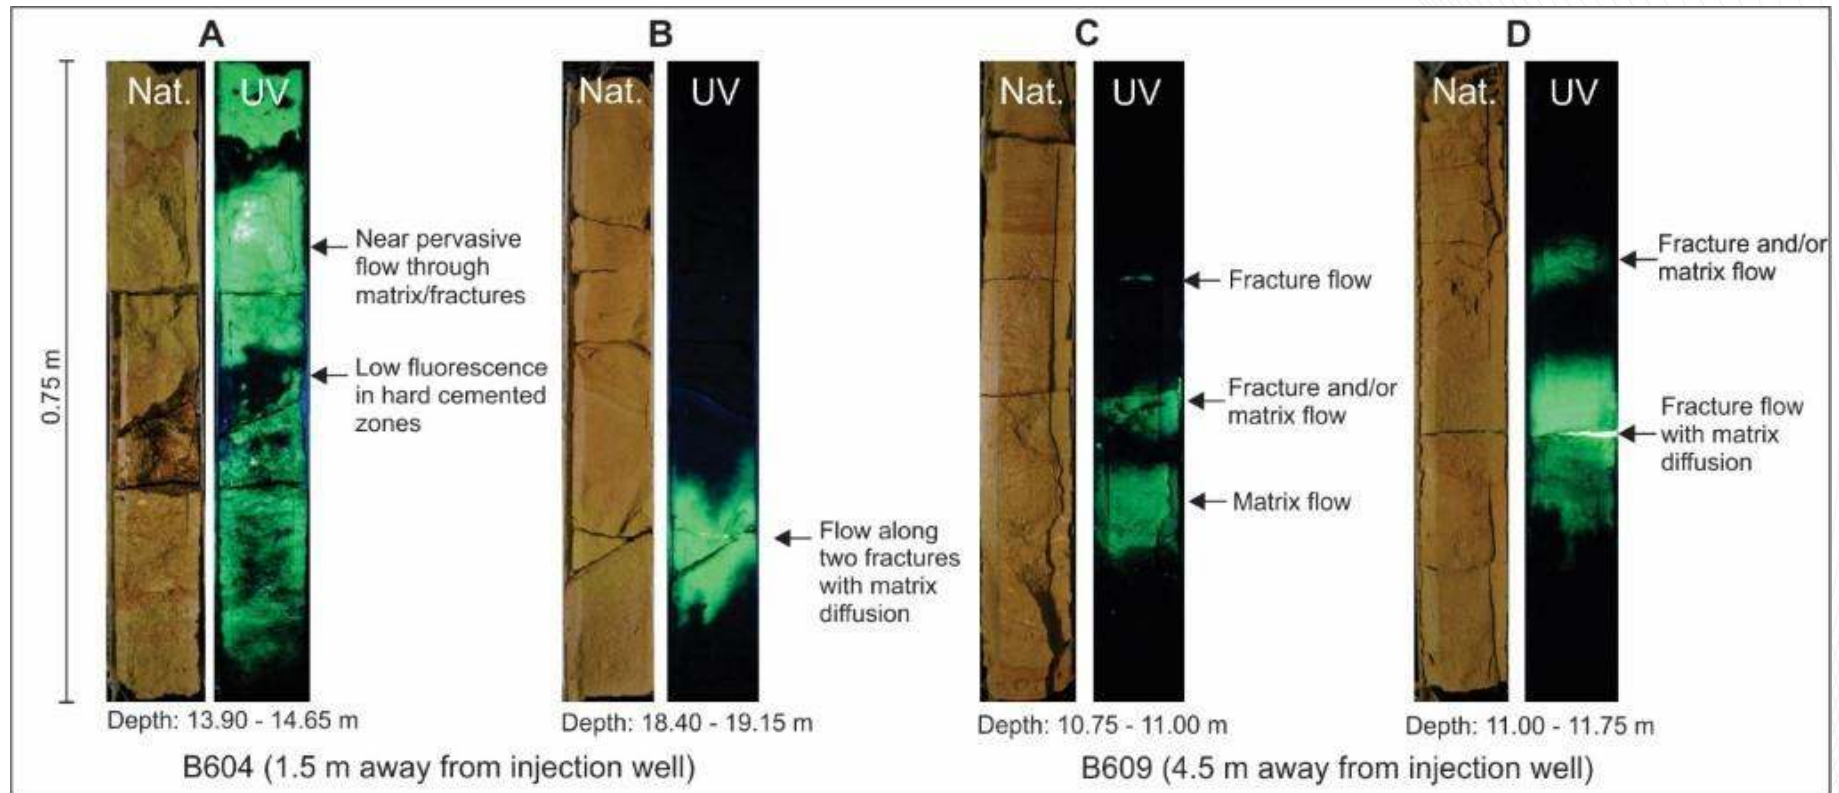 A
B
C
D
Nat.
UV
Nat.
UV
Nat.
UV
Nat.
UV
0.75 m
Near pervasive
flow through
matrix/fractures
Low fluorescence
in hard cemented
zones
Flow along
two fractures
with matrix
diffusion
Fracture flow
Fracture and/or
matrix flow
Matrix flow
Fracture and/or
matrix flow
Fracture flow
with matrix
diffusion
Depth: 13.90 - 14.65 m
Depth: 18.40 - 19.15 m
Depth: 10.75 - 11.00 m
Depth: 11.00 - 11.75 m
B604 (1.5 m away from injection well)
B609 (4.5 m away from injection well)